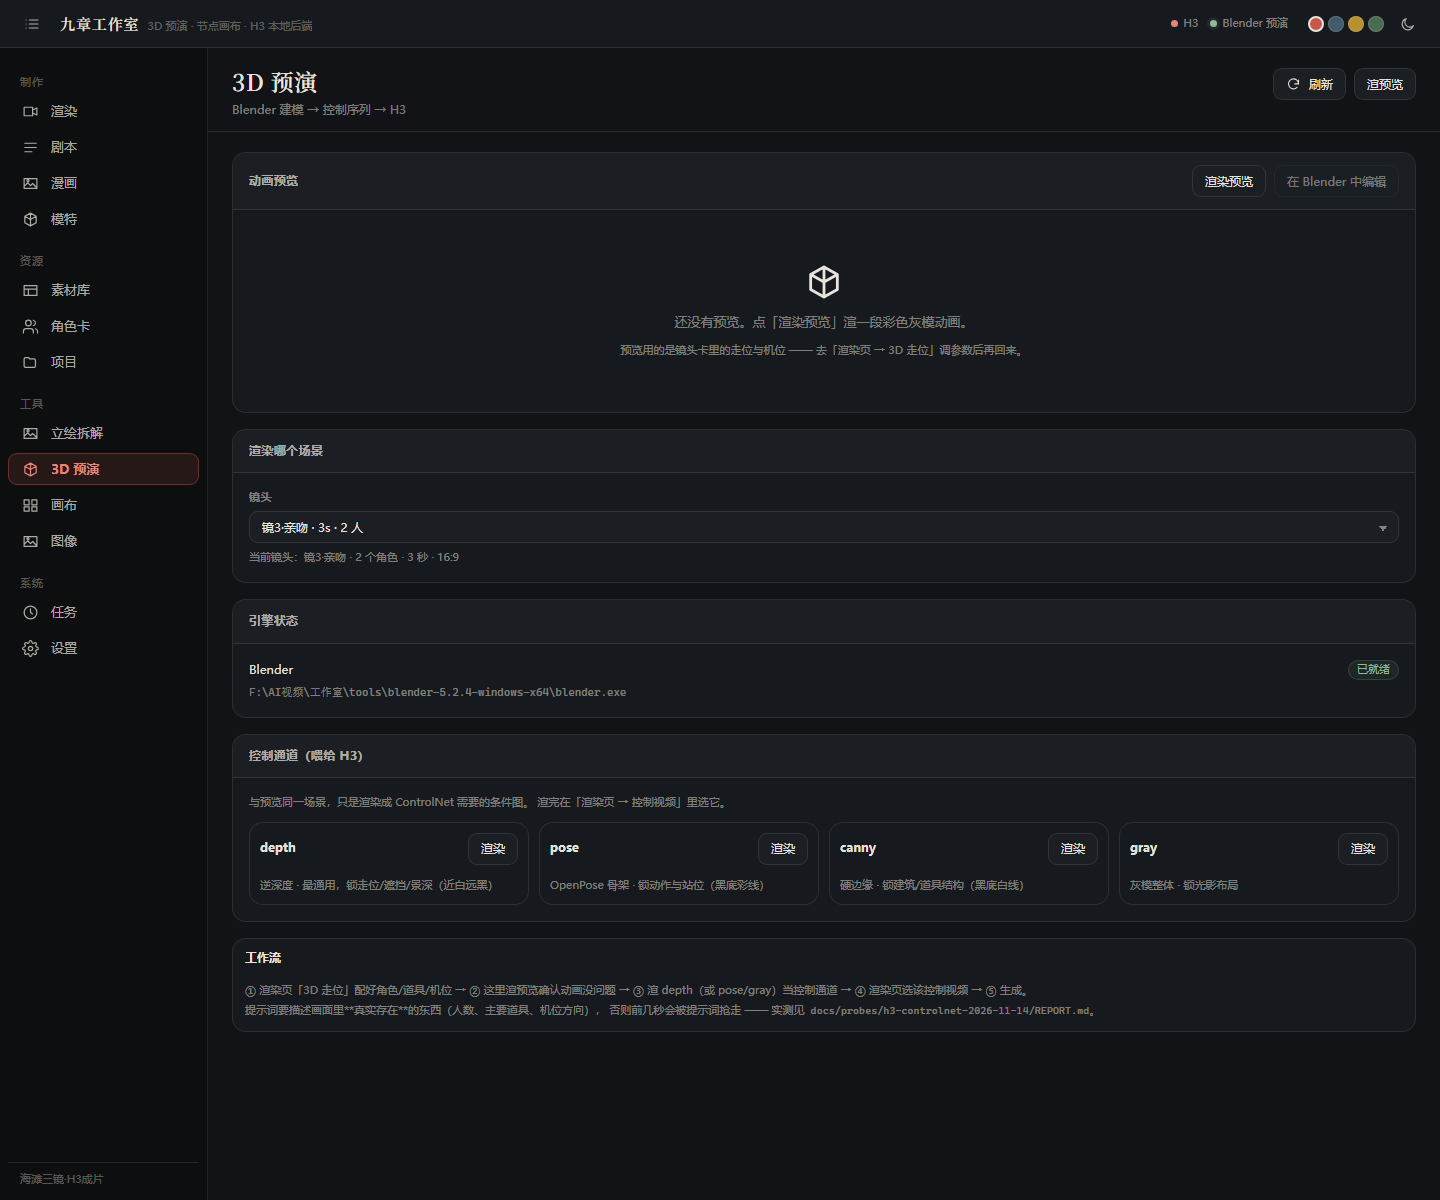 九章工作室 3D 预演 · 节点画布 · H3 本地后端
H3 Blender 预演
制作
渲染
剧本
漫画
模特
资源
素材库
角色卡
项目
工具
立绘拆解
3D 预演
画布
图像
系统
任务
设置
海滩三镜·H3成片
3D 预演
Blender 建模 → 控制序列 → H3
刷新 渲预览
动画预览 渲染预览 在 Blender 中编辑
还没有预览。点「渲染预览」渲一段彩色灰模动画。
预览用的是镜头卡里的走位与机位 —— 去「渲染页 → 3D 走位」调参数后再回来。
渲染哪个场景
镜头
镜3·亲吻 · 3s · 2 人
当前镜头：镜3·亲吻 · 2 个角色 · 3 秒 · 16:9
引擎状态
Blender 已就绪
F:\AI视频\工作室\tools\blender-5.2.4-windows-x64\blender.exe
控制通道（喂给 H3）
与预览同一场景，只是渲染成 ControlNet 需要的条件图。 渲完在「渲染页 → 控制视频」里选它。
depth 渲染
逆深度 · 最通用，锁走位/遮挡/景深（近白远黑）
pose 渲染
OpenPose 骨架 · 锁动作与站位（黑底彩线）
canny 渲染
硬边缘 · 锁建筑/道具结构（黑底白线）
gray 渲染
灰模整体 · 锁光影布局
工作流
① 渲染页「3D 走位」配好角色/道具/机位 → ② 这里渲预览确认动画没问题 → ③ 渲 depth（或 pose/gray）当控制通道 → ④ 渲染页选该控制视频 → ⑤ 生成。
提示词要描述画面里**真实存在**的东西（人数、主要道具、机位方向）， 否则前几秒会被提示词抢走 —— 实测见 docs/probes/h3-controlnet-2026-11-14/REPORT.md。